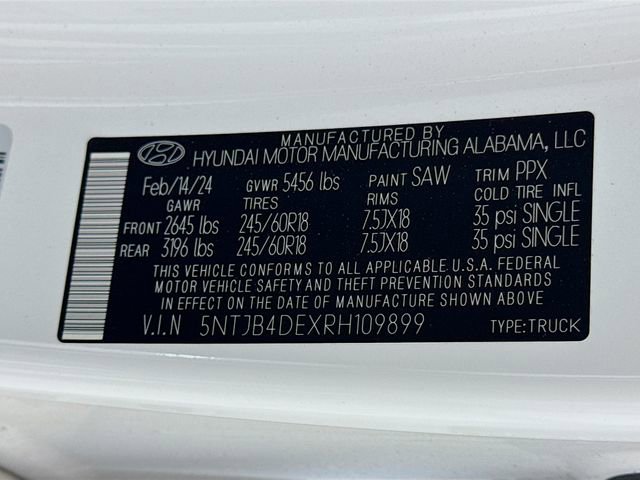 MANUFACTURED BY
HYUNDAI MOTOR MANUFACTURING ALABAMA, LLC
Feb/14/24 GVWR 5456 lbs PAINT SAW TRIM PPX
GAWR TIRES RIMS COLD TIRE INFL
FRONT 2645 lbs 245/60R18 7.5JX18 35 psi SINGLE
REAR 3196 lbs 245/60R18 7.5JX18 35 psi SINGLE
THIS VEHICLE CONFORMS TO ALL APPLICABLE U.S.A. FEDERAL
MOTOR VEHICLE SAFETY AND THEFT PREVENTION STANDARDS
IN EFFECT ON THE DATE OF MANUFACTURE SHOWN ABOVE.
V.I.N 5NTJB4DEXRH109899 TYPE:TRUCK